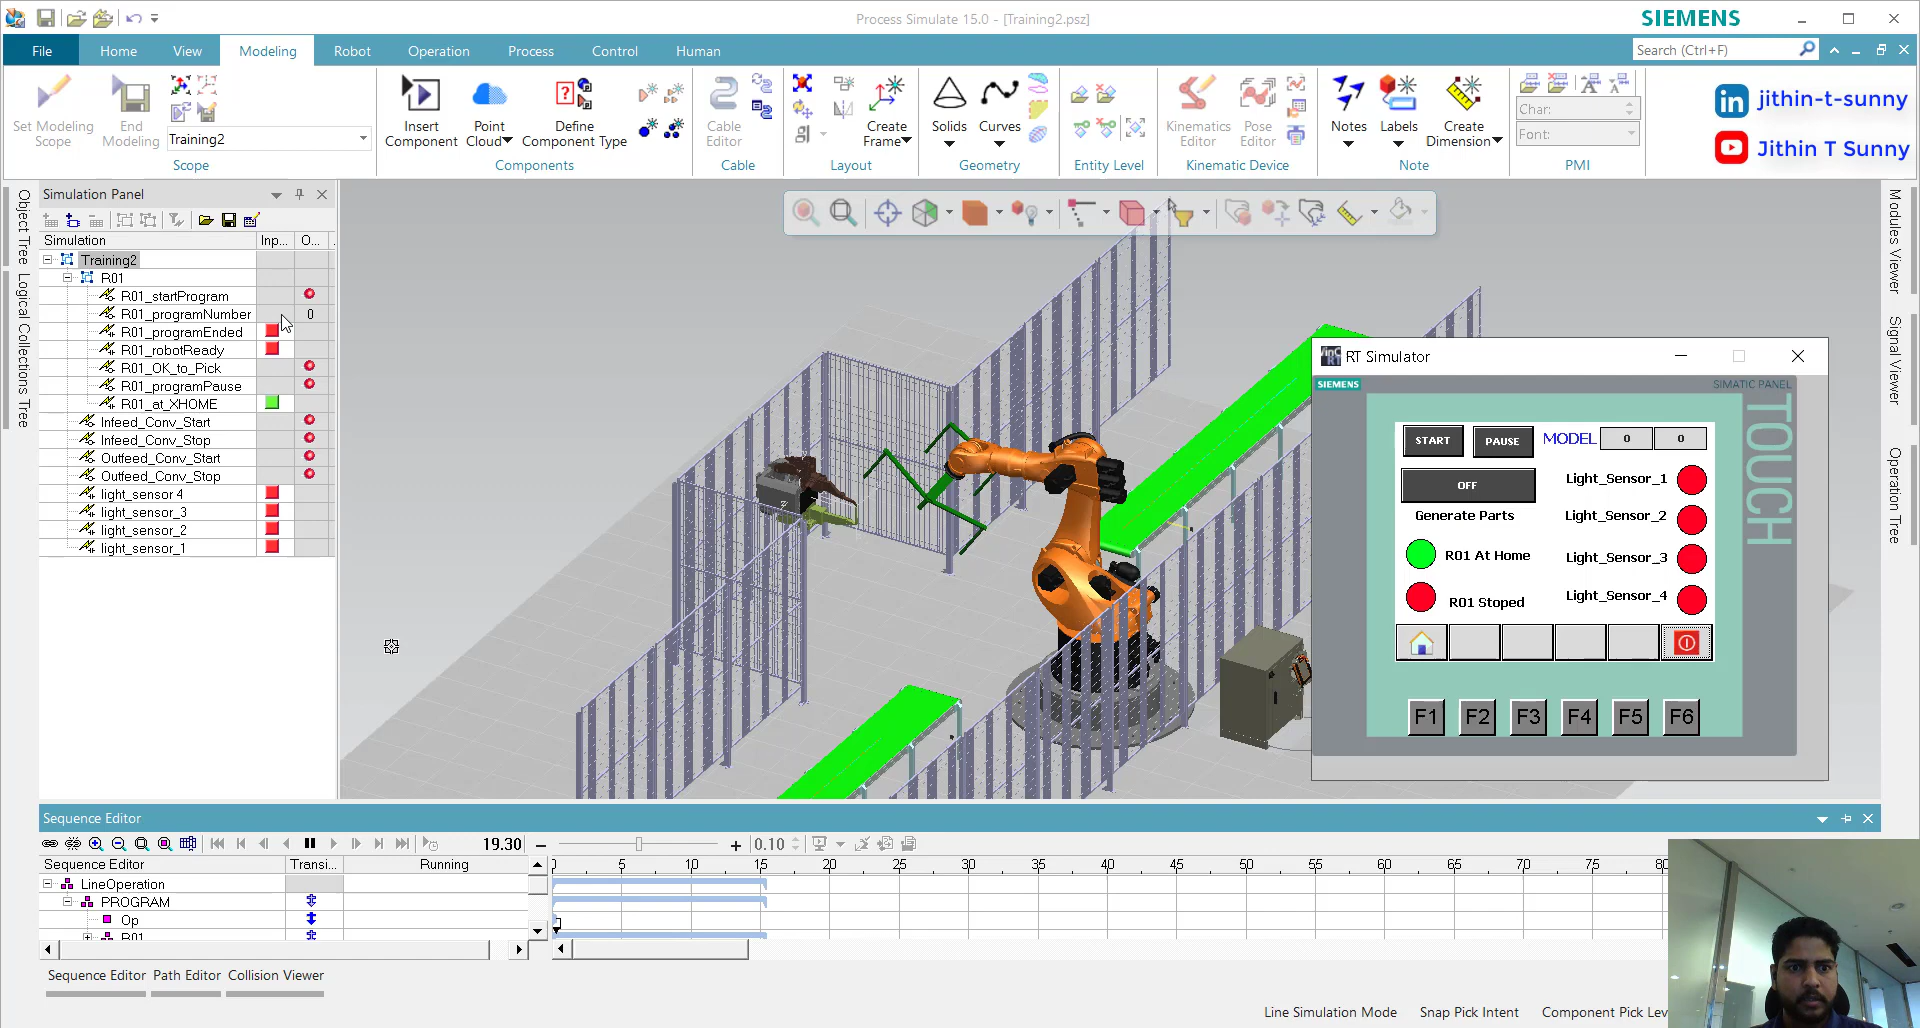 Process Simulate 15.0 - [Training2.psz]
SIEMENS
File Home View Modeling Robot Operation Process Control Human
Search (Ctrl+F)
Set Modeling Scope
End Modeling
Training2
Scope
Insert Component
Point Cloud
Define Component Type
Components
Cable Editor
Cable
Create Frame
Layout
Solids
Curves
Geometry
Entity Level
Kinematics Editor
Pose Editor
Kinematic Device
Notes
Labels
Create Dimension
Note
Char:
Font:
PMI
in jithin-t-sunny
Jithin T Sunny
Object Tree
Logical Collections Tree
Simulation Panel
Simulation Inp... O...
Training2
R01
R01_startProgram
R01_programNumber 0
R01_programEnded
R01_robotReady
R01_OK_to_Pick
R01_programPause
R01_at_XHOME
Infeed_Conv_Start
Infeed_Conv_Stop
Outfeed_Conv_Start
Outfeed_Conv_Stop
light_sensor 4
light_sensor_3
light_sensor_2
light_sensor_1
Modules Viewer
Signal Viewer
Operation Tree
RT Simulator
SIEMENS
SIMATIC PANEL
TOUCH
START PAUSE MODEL 0 0
OFF
Generate Parts
R01 At Home
R01 Stoped
Light_Sensor_1
Light_Sensor_2
Light_Sensor_3
Light_Sensor_4
F1 F2 F3 F4 F5 F6
Sequence Editor
19.30
0.10
Sequence Editor Transi... Running
0 5 10 15 20 25 30 35 40 45 50 55 60 65 70 75 80
LineOperation
PROGRAM
Op
R01
Sequence Editor Path Editor Collision Viewer
Line Simulation Mode Snap Pick Intent Component Pick Lev